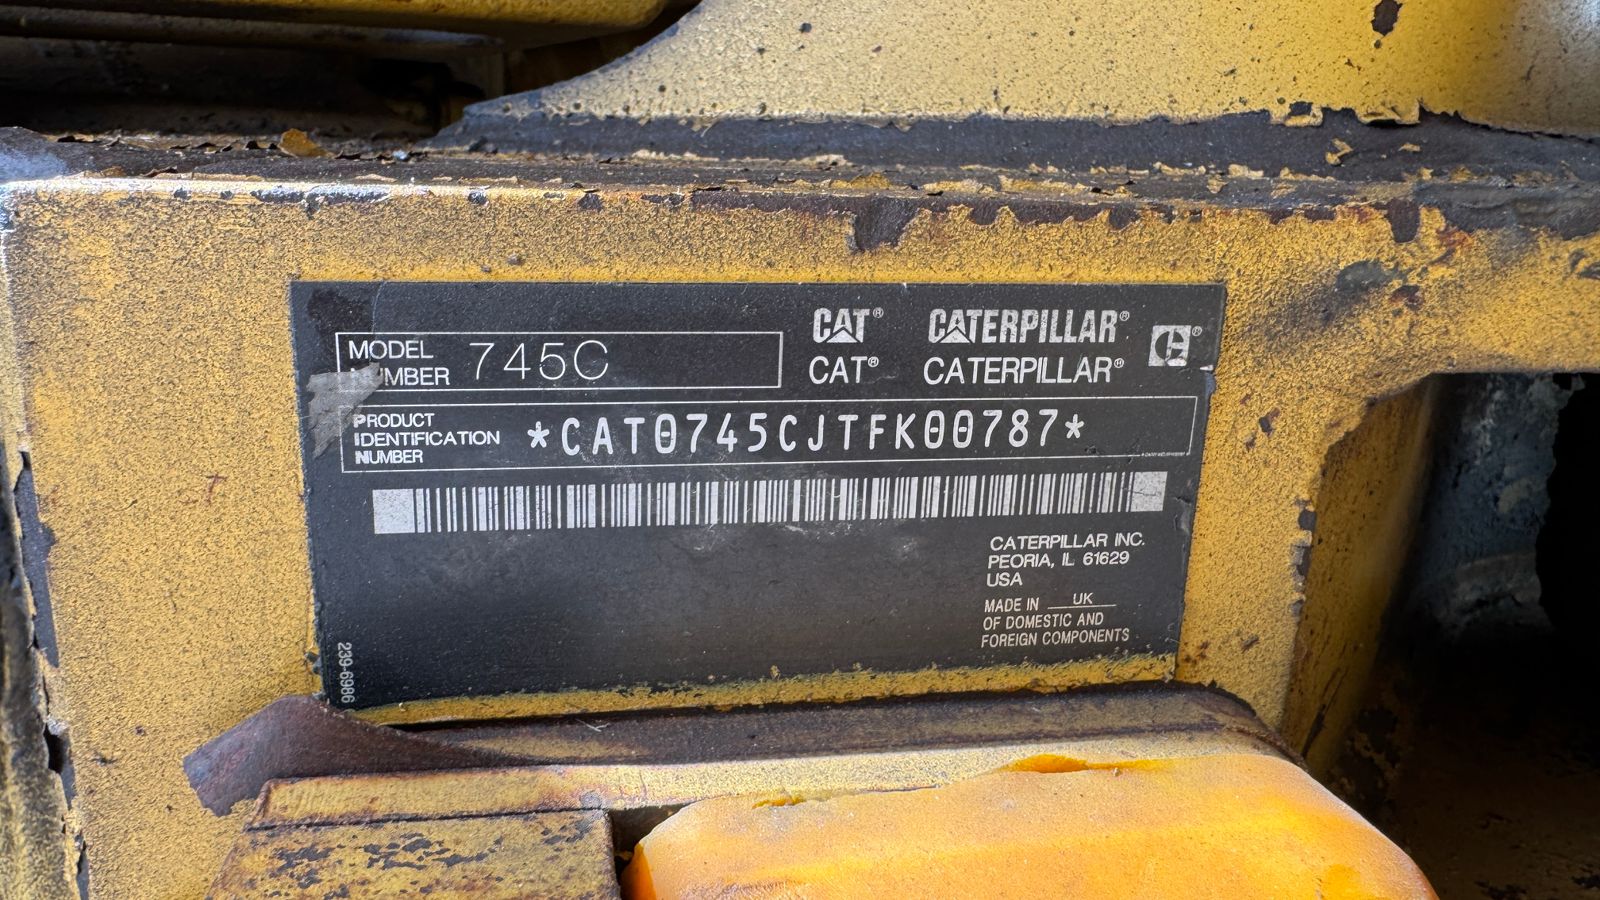 MODEL
NUMBER 745C
CAT® CATERPILLAR®
CAT® CATERPILLAR®
PRODUCT
IDENTIFICATION
NUMBER
*CAT0745CJTFK00787*
CATERPILLAR INC.
PEORIA, IL 61629
USA
MADE IN UK
OF DOMESTIC AND
FOREIGN COMPONENTS
239-6986